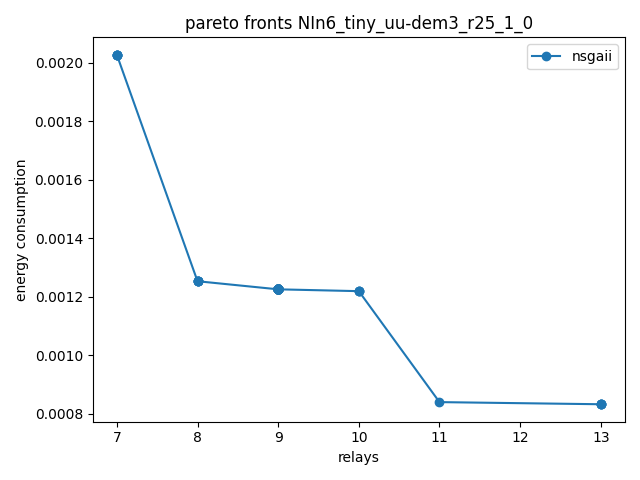 pareto fronts NIn6_tiny_uu-dem3_r25_1_0
nsgaii
energy consumption
0.0020
0.0018
0.0016
0.0014
0.0012
0.0010
0.0008
7 8 9 10 11 12 13
relays